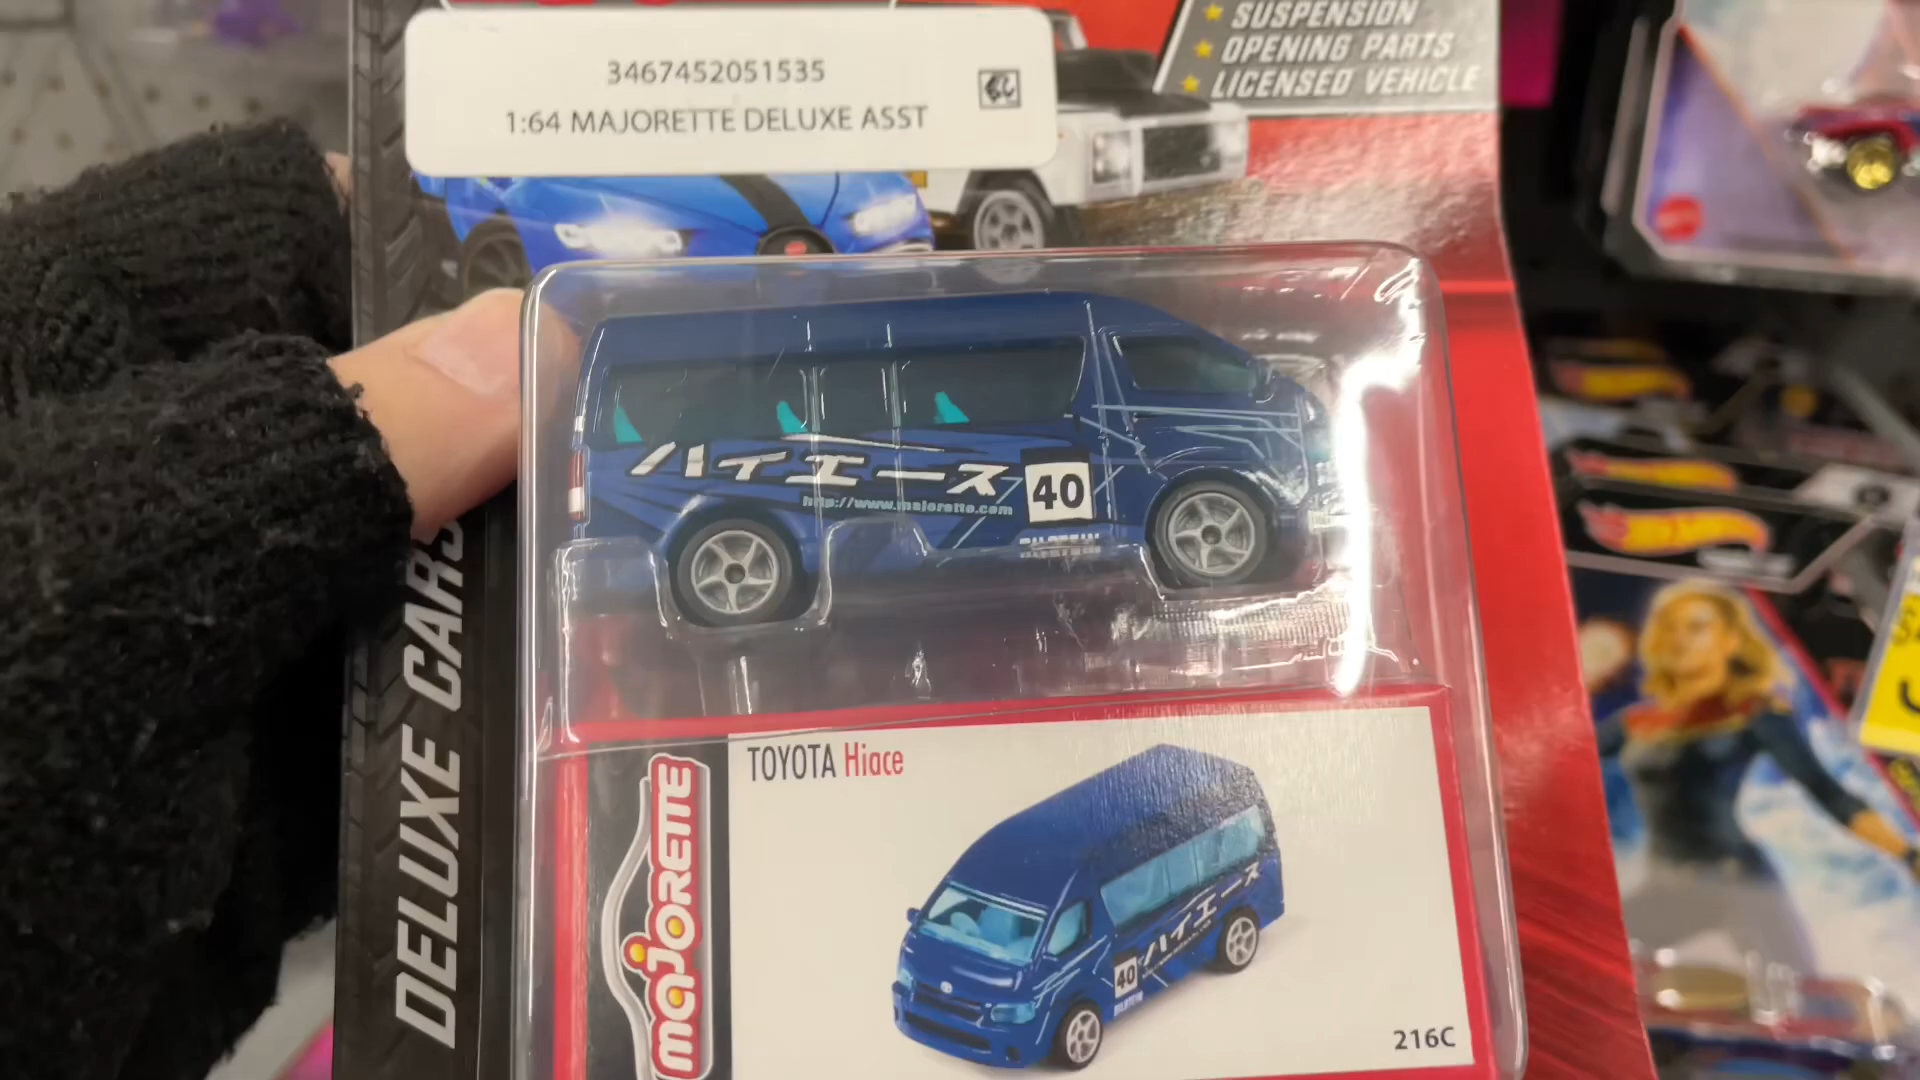 3467452051535
1:64 MAJORETTE DELUXE ASST
SUSPENSION
OPENING PARTS
LICENSED VEHICLE
ハイエース
http://www.majorette.com
40
DELUXE CARS
majorette
TOYOTA Hiace
ハイエース
40
216C